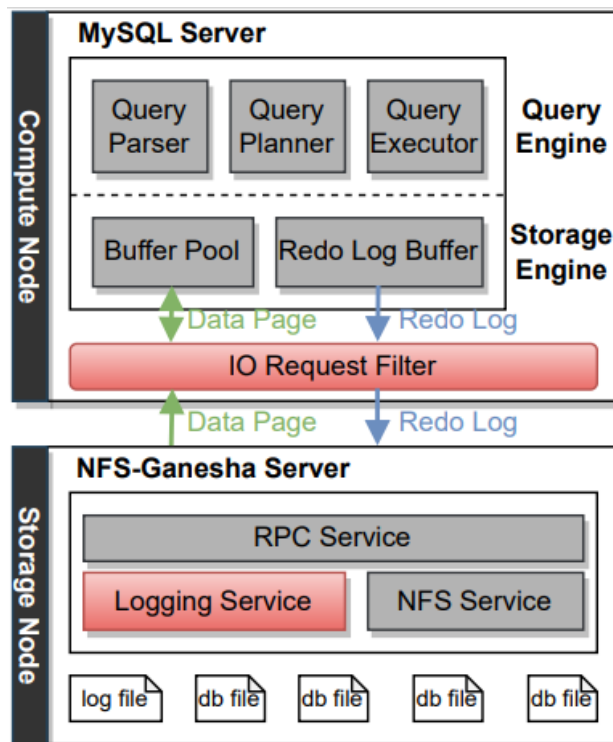 MySQL Server
Compute Node
Query Parser
Query Planner
Query Executor
Query Engine
Buffer Pool
Redo Log Buffer
Storage Engine
Data Page
Redo Log
IO Request Filter
Data Page
Redo Log
NFS-Ganesha Server
Storage Node
RPC Service
Logging Service
NFS Service
log file
db file
db file
db file
db file